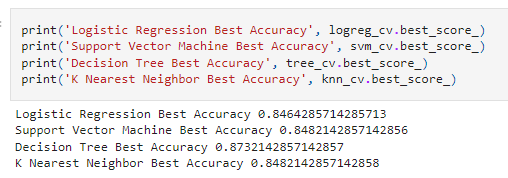 print('Logistic Regression Best Accuracy', logreg_cv.best_score_)
print('Support Vector Machine Best Accuracy', svm_cv.best_score_)
print('Decision Tree Best Accuracy', tree_cv.best_score_)
print('K Nearest Neighbor Best Accuracy', knn_cv.best_score_)
Logistic Regression Best Accuracy 0.8464285714285713
Support Vector Machine Best Accuracy 0.8482142857142856
Decision Tree Best Accuracy 0.8732142857142857
K Nearest Neighbor Best Accuracy 0.8482142857142858